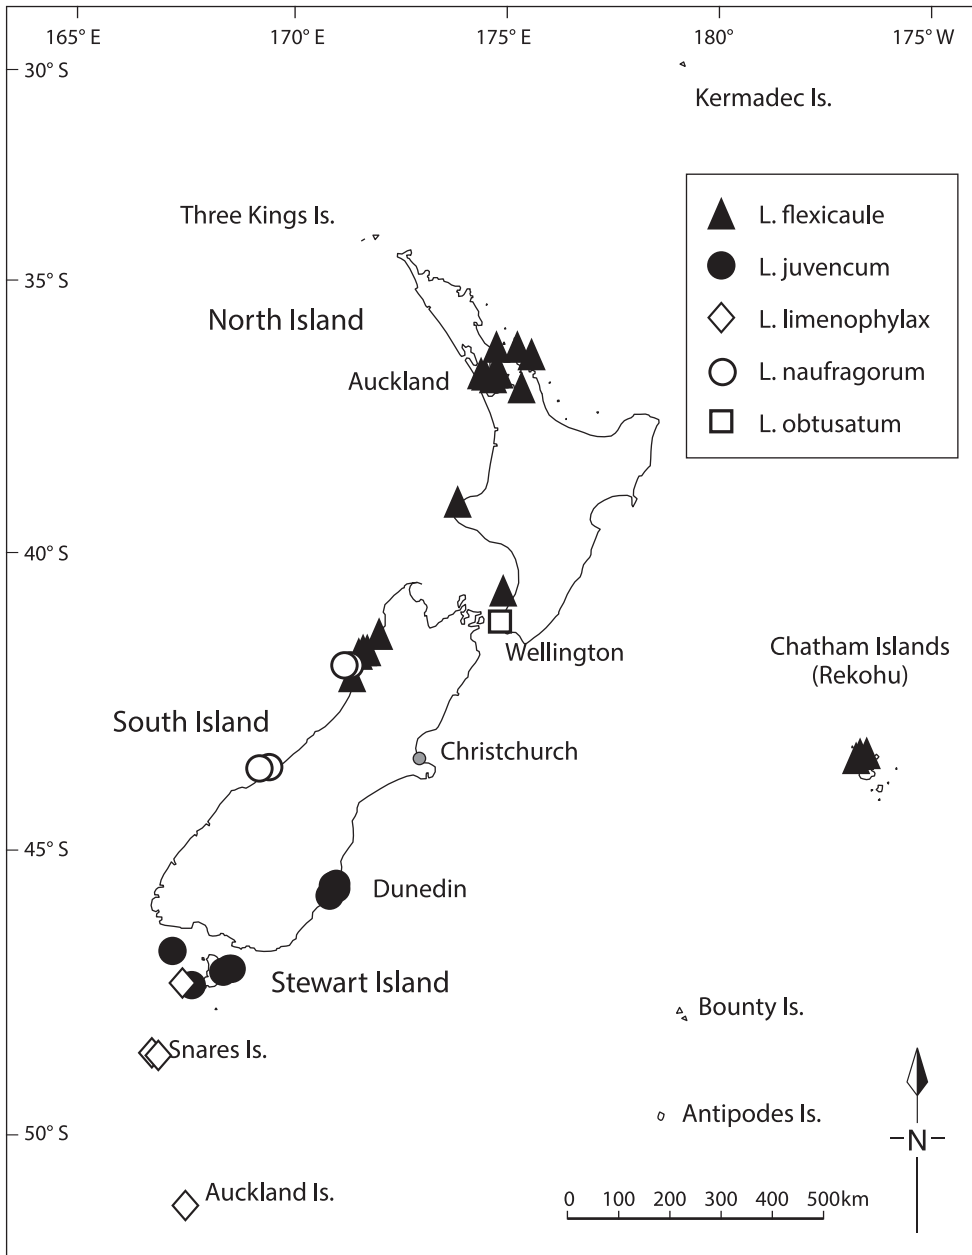 165° E
170° E
175° E
180°
175° W
30° S
Kermadec Is.
Three Kings Is.
L. flexicaule
L. juvencum
L. limenophylax
L. naufragorum
L. obtusatum
35° S
North Island
Auckland
40° S
Wellington
Chatham Islands
(Rekohu)
South Island
Christchurch
45° S
Dunedin
Stewart Island
Bounty Is.
Snares Is.
Antipodes Is.
50° S
N
Auckland Is.
0 100 200 300 400 500km